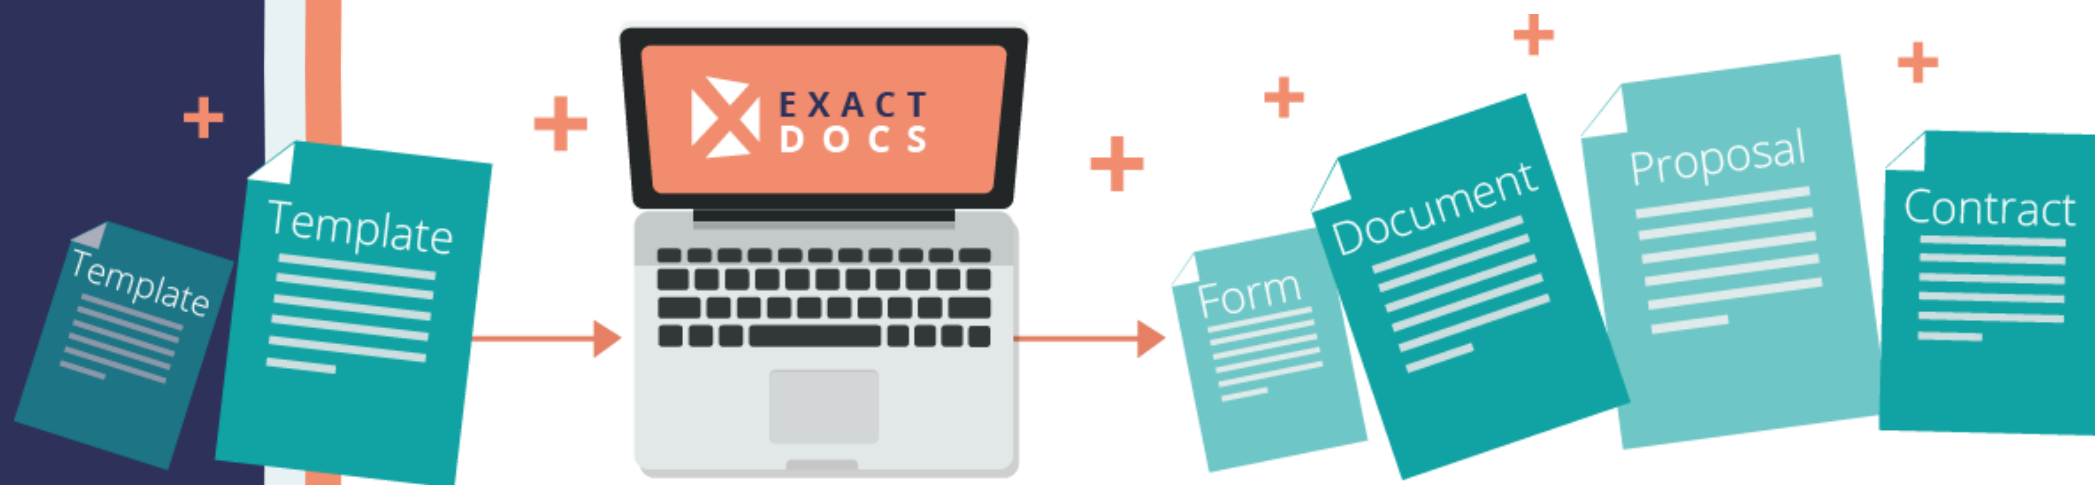 Template
Template
EXACT
DOCS
Form
Document
Proposal
Contract